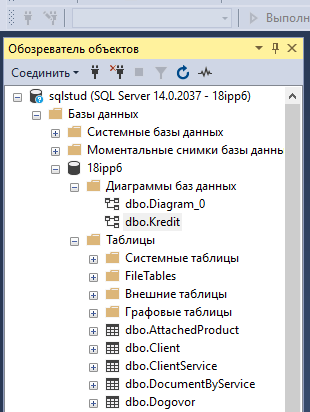 Выполн
Обозреватель объектов
Соединить
sqlstud (SQL Server 14.0.2037 - 18ipp6)
Базы данных
Системные базы данных
Моментальные снимки базы данны
18ipp6
Диаграммы баз данных
dbo.Diagram_0
dbo.Kredit
Таблицы
Системные таблицы
FileTables
Внешние таблицы
Графовые таблицы
dbo.AttachedProduct
dbo.Client
dbo.ClientService
dbo.DocumentByService
dbo.Dogovor